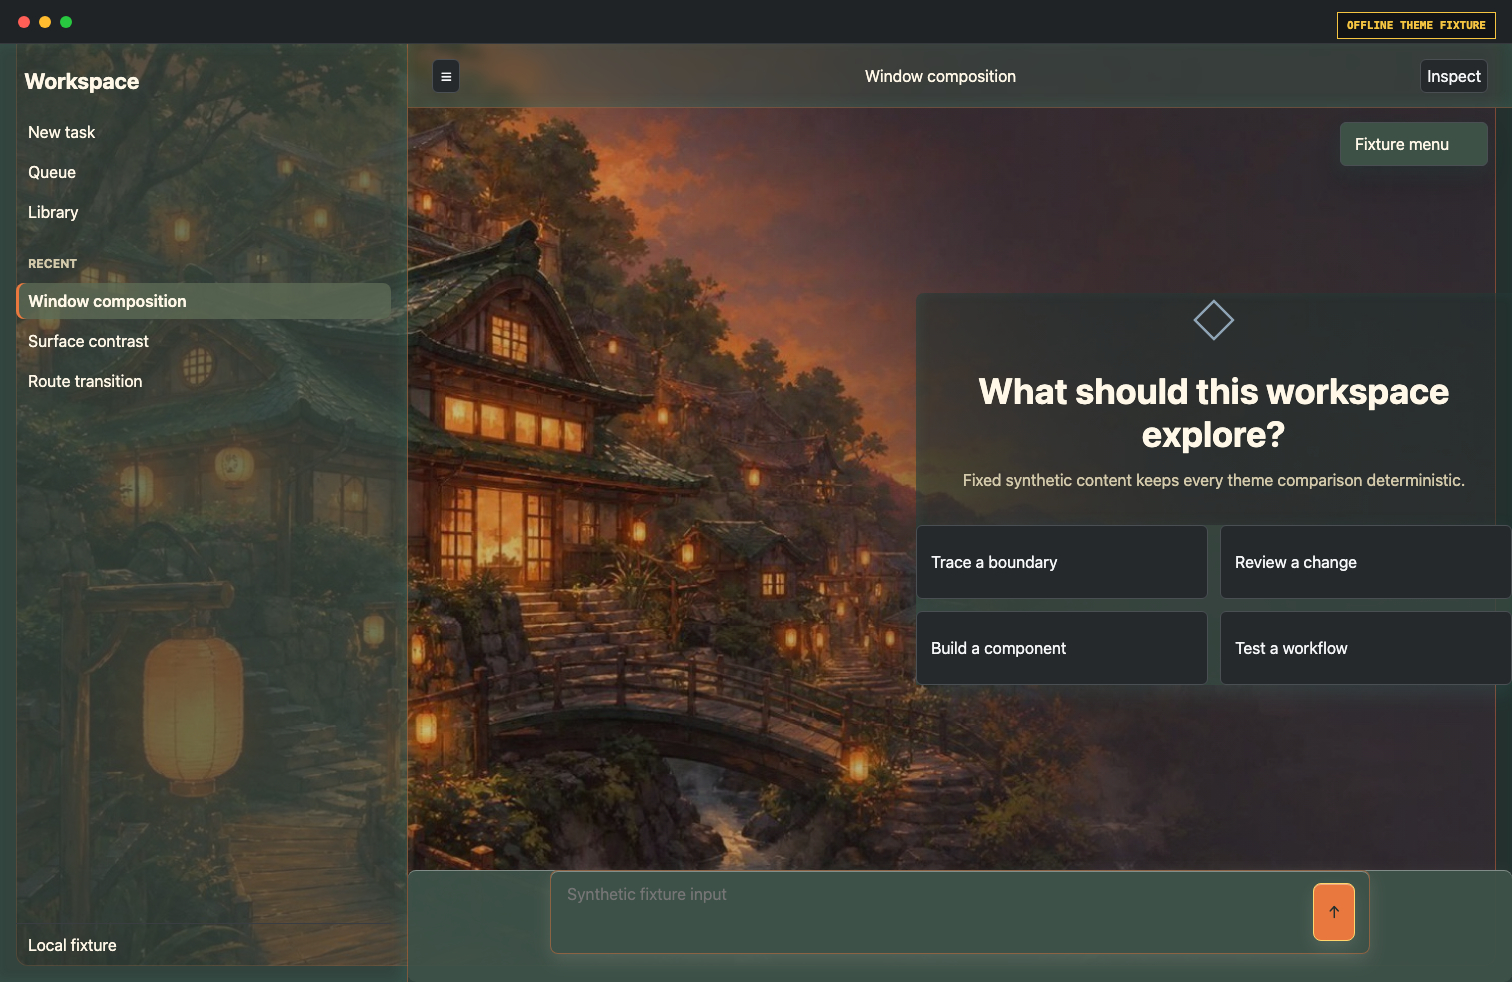 OFFLINE THEME FIXTURE
Workspace
New task
Queue
Library
RECENT
Window composition
Surface contrast
Route transition
Local fixture
Window composition
Inspect
Fixture menu
What should this workspace
explore?
Fixed synthetic content keeps every theme comparison deterministic.
Trace a boundary
Review a change
Build a component
Test a workflow
Synthetic fixture input